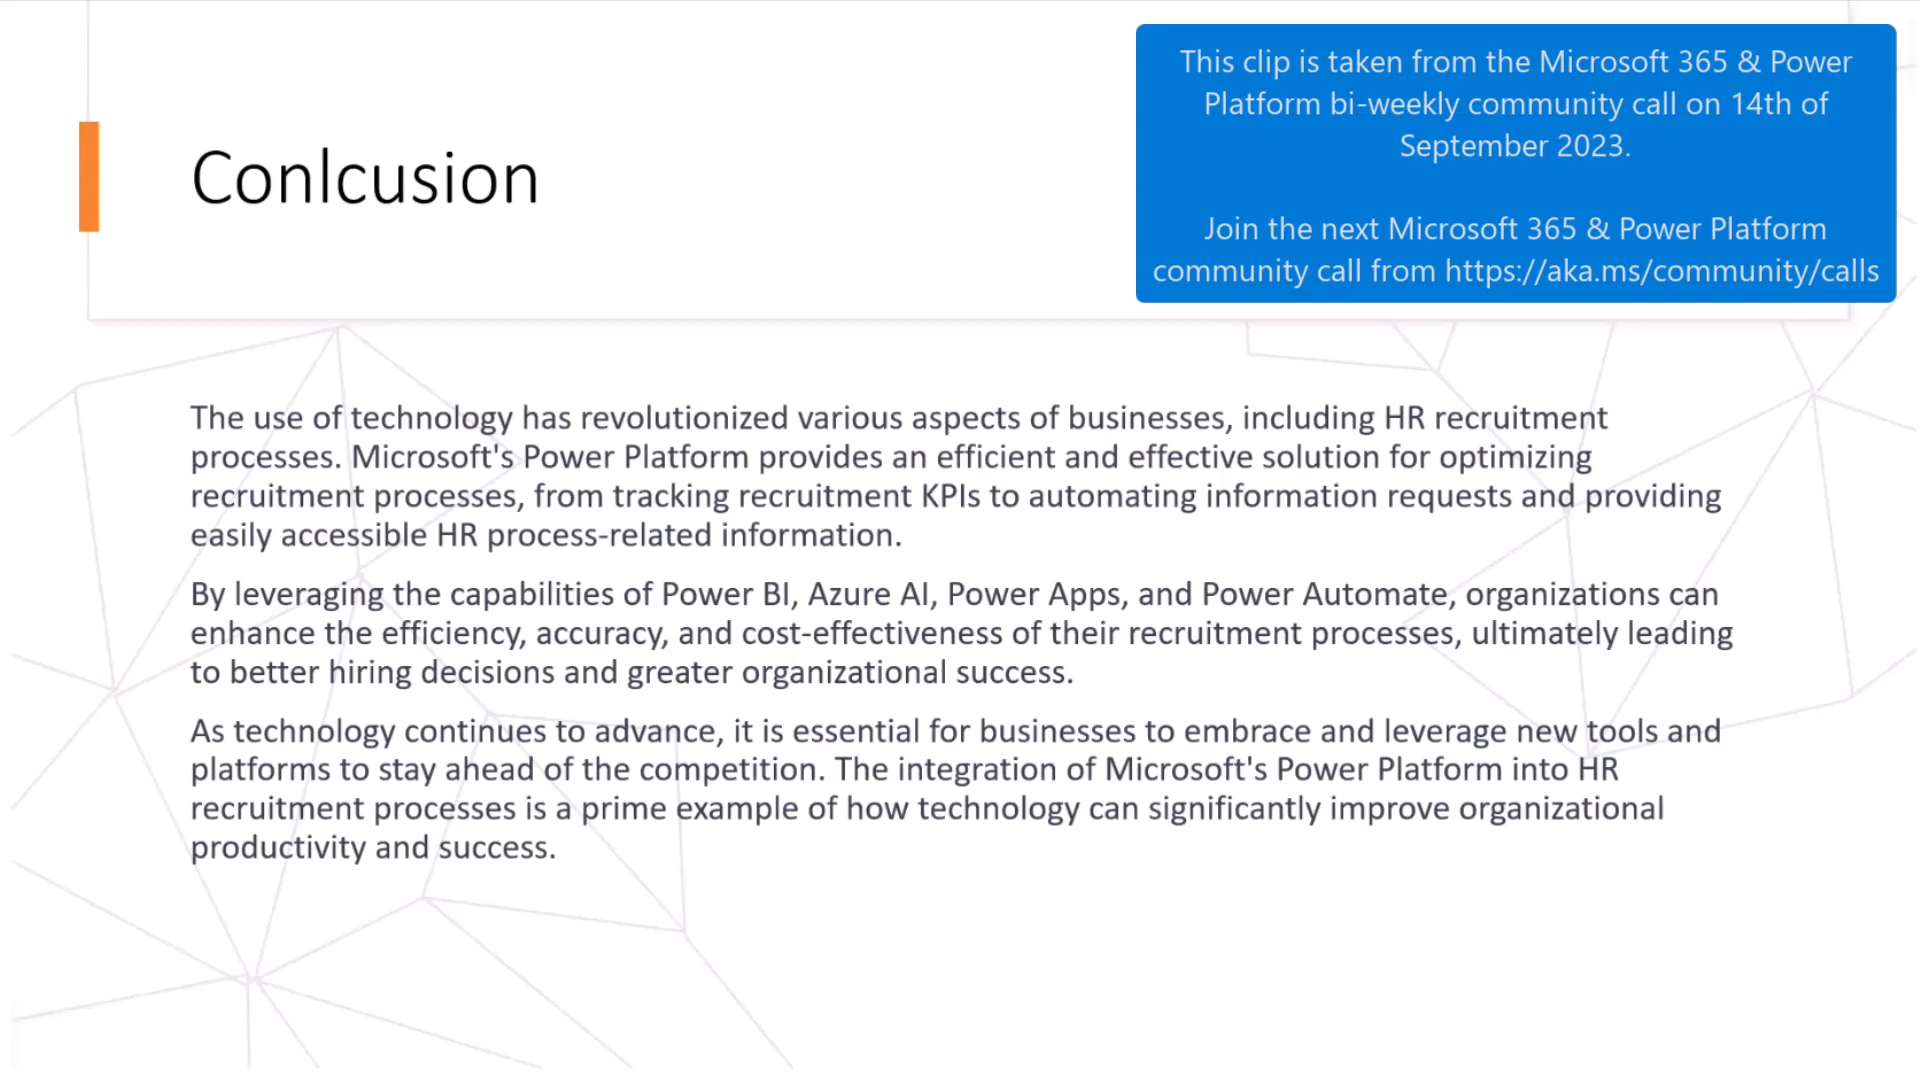 This clip is taken from the Microsoft 365 & Power
Platform bi-weekly community call on 14th of
September 2023.
Join the next Microsoft 365 & Power Platform
community call from https://aka.ms/community/calls
Conlcusion
The use of technology has revolutionized various aspects of businesses, including HR recruitment
processes. Microsoft's Power Platform provides an efficient and effective solution for optimizing
recruitment processes, from tracking recruitment KPIs to automating information requests and providing
easily accessible HR process-related information.
By leveraging the capabilities of Power BI, Azure AI, Power Apps, and Power Automate, organizations can
enhance the efficiency, accuracy, and cost-effectiveness of their recruitment processes, ultimately leading
to better hiring decisions and greater organizational success.
As technology continues to advance, it is essential for businesses to embrace and leverage new tools and
platforms to stay ahead of the competition. The integration of Microsoft's Power Platform into HR
recruitment processes is a prime example of how technology can significantly improve organizational
productivity and success.